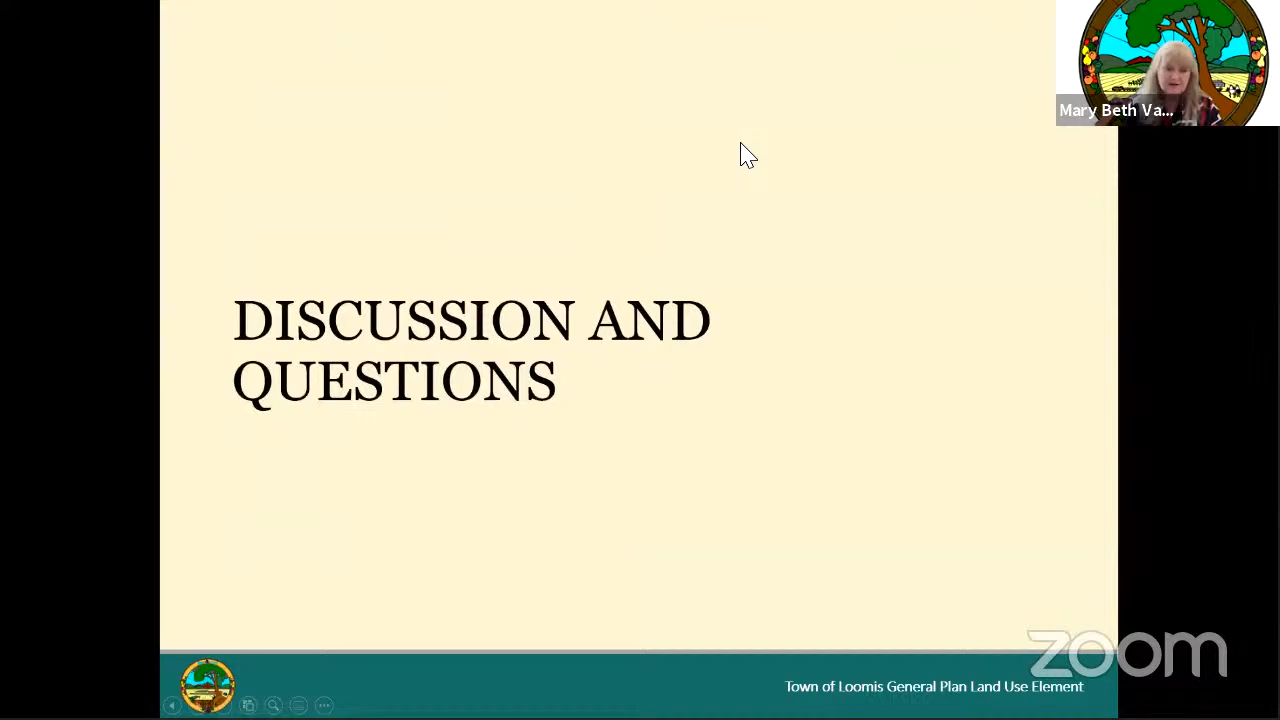 Mary Beth Va...
DISCUSSION AND
QUESTIONS
zoom
Town of Loomis General Plan Land Use Element